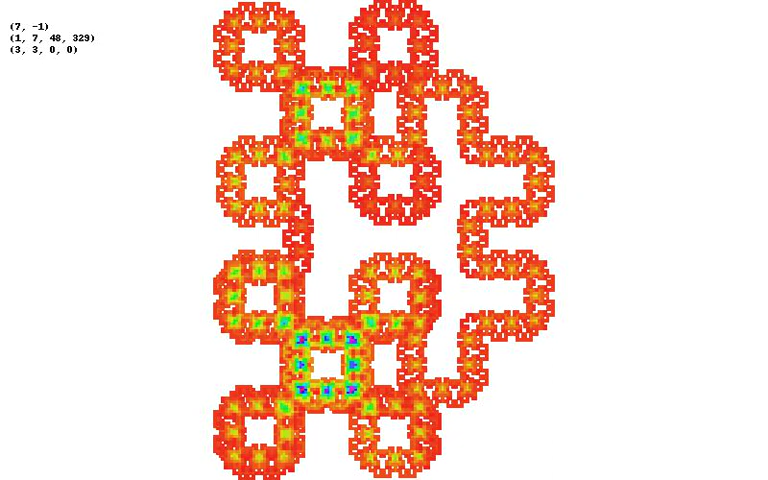 (7, -1)
(1, 7, 48, 329)
(3, 3, 0, 0)